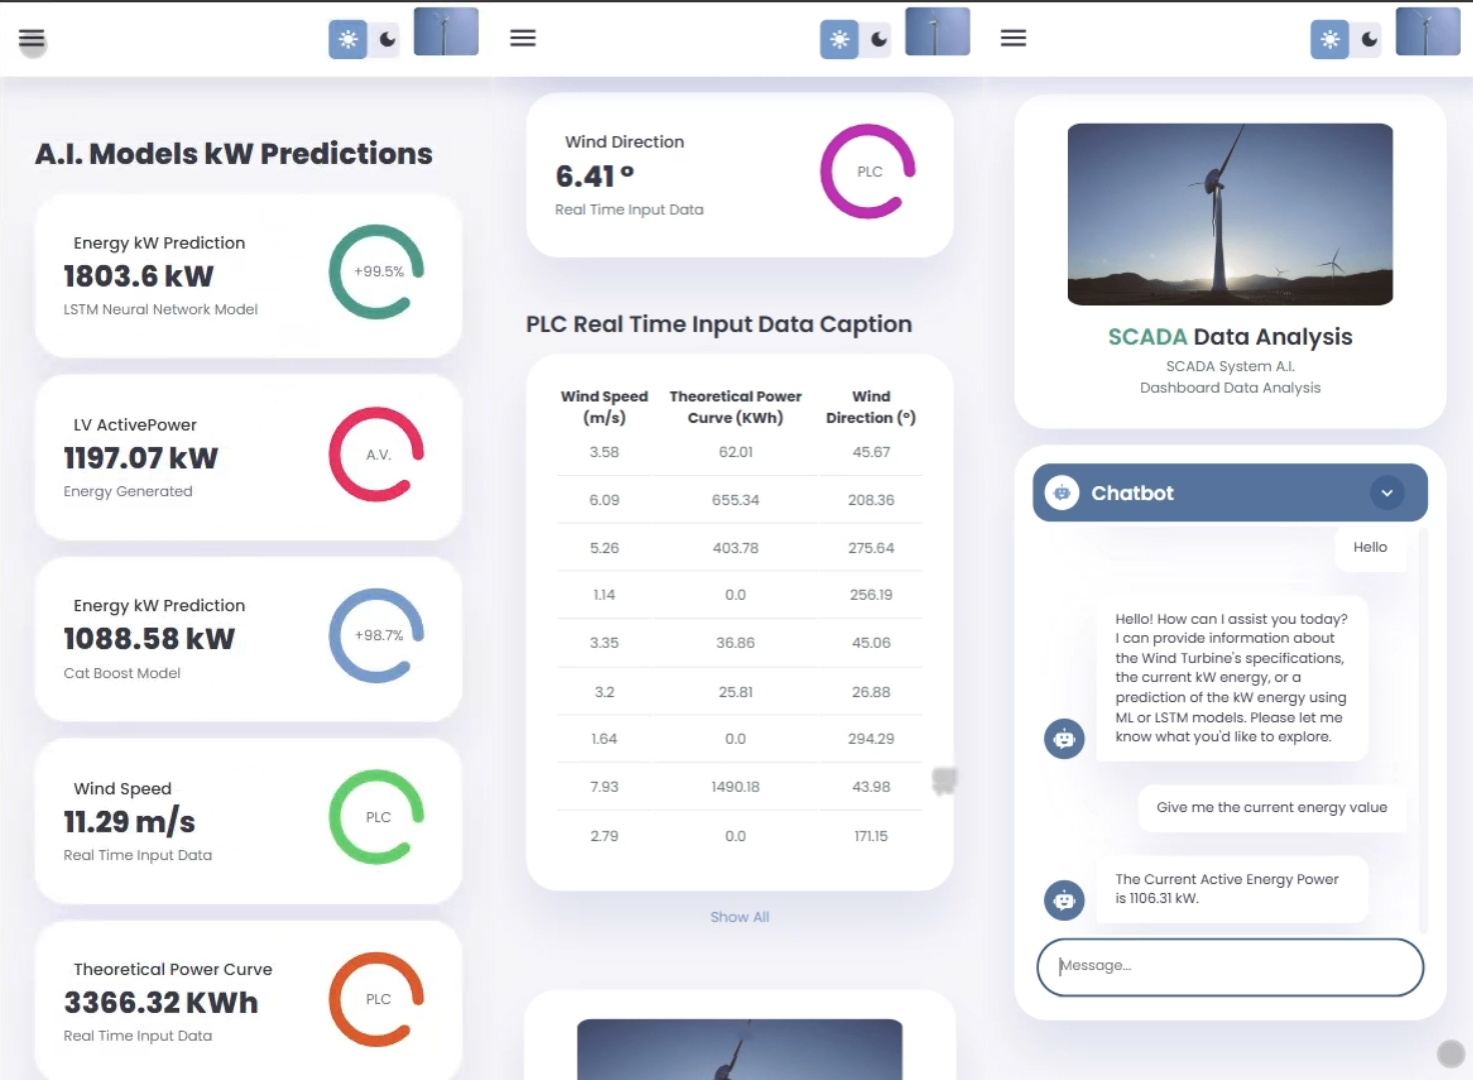 A.I. Models kW Predictions
Energy kW Prediction
1803.6 kW
LSTM Neural Network Model
+99.5%
LV ActivePower
1197.07 kW
Energy Generated
A.V.
Energy kW Prediction
1088.58 kW
Cat Boost Model
+98.7%
Wind Speed
11.29 m/s
Real Time Input Data
PLC
Theoretical Power Curve
3366.32 KWh
Real Time Input Data
PLC
Wind Direction
6.41 °
Real Time Input Data
PLC
PLC Real Time Input Data Caption
Wind Speed (m/s) Theoretical Power Curve (KWh) Wind Direction (°)
3.58 62.01 45.67
6.09 655.34 208.36
5.26 403.78 275.64
1.14 0.0 256.19
3.35 36.86 45.06
3.2 25.81 26.88
1.64 0.0 294.29
7.93 1490.18 43.98
2.79 0.0 171.15
Show All
SCADA Data Analysis
SCADA System A.I.
Dashboard Data Analysis
Chatbot
Hello
Hello! How can I assist you today?
I can provide information about
the Wind Turbine's specifications,
the current kW energy, or a
prediction of the kW energy using
ML or LSTM models. Please let me
know what you'd like to explore.
Give me the current energy value
The Current Active Energy Power
is 1106.31 kW.
Message...